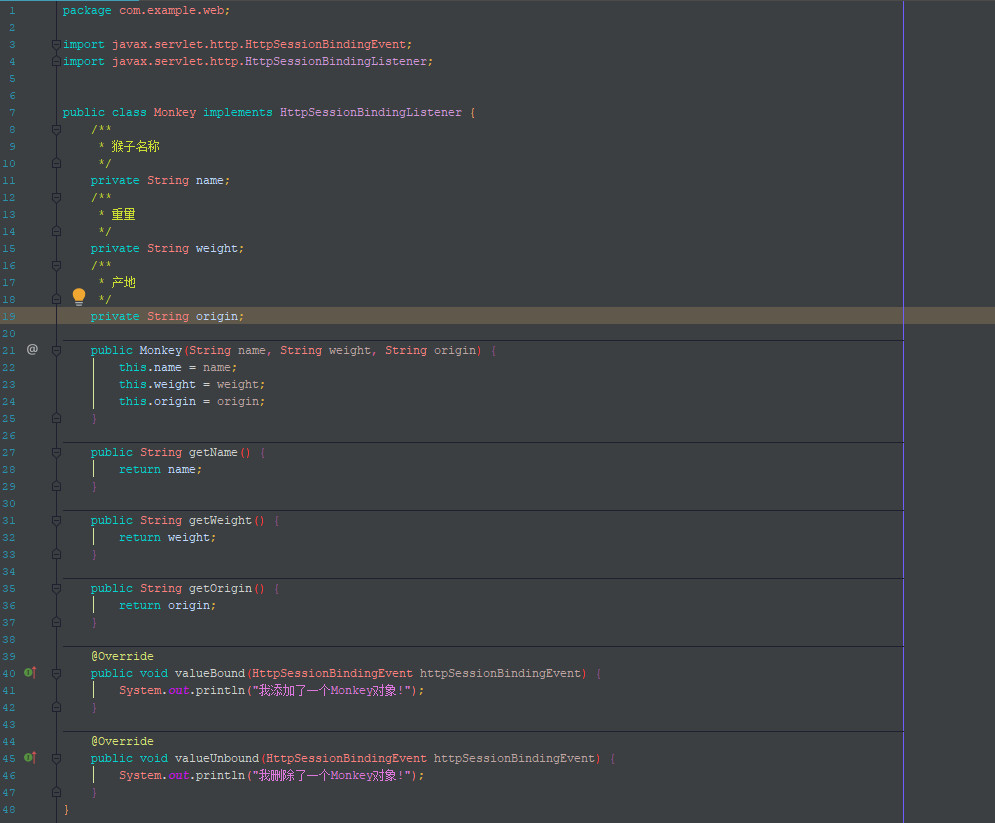 1 package com.example.web;
2
3 import javax.servlet.http.HttpSessionBindingEvent;
4 import javax.servlet.http.HttpSessionBindingListener;
5
6
7 public class Monkey implements HttpSessionBindingListener {
8     /**
9      * 猴子名称
10      */
11     private String name;
12     /**
13      * 重量
14      */
15     private String weight;
16     /**
17      * 产地
18      */
19     private String origin;
20
21 @     public Monkey(String name, String weight, String origin) {
22         this.name = name;
23         this.weight = weight;
24         this.origin = origin;
25     }
26
27     public String getName() {
28         return name;
29     }
30
31     public String getWeight() {
32         return weight;
33     }
34
35     public String getOrigin() {
36         return origin;
37     }
38
39     @Override
40     public void valueBound(HttpSessionBindingEvent httpSessionBindingEvent) {
41         System.out.println("我添加了一个Monkey对象!");
42     }
43
44     @Override
45     public void valueUnbound(HttpSessionBindingEvent httpSessionBindingEvent) {
46         System.out.println("我删除了一个Monkey对象!");
47     }
48 }